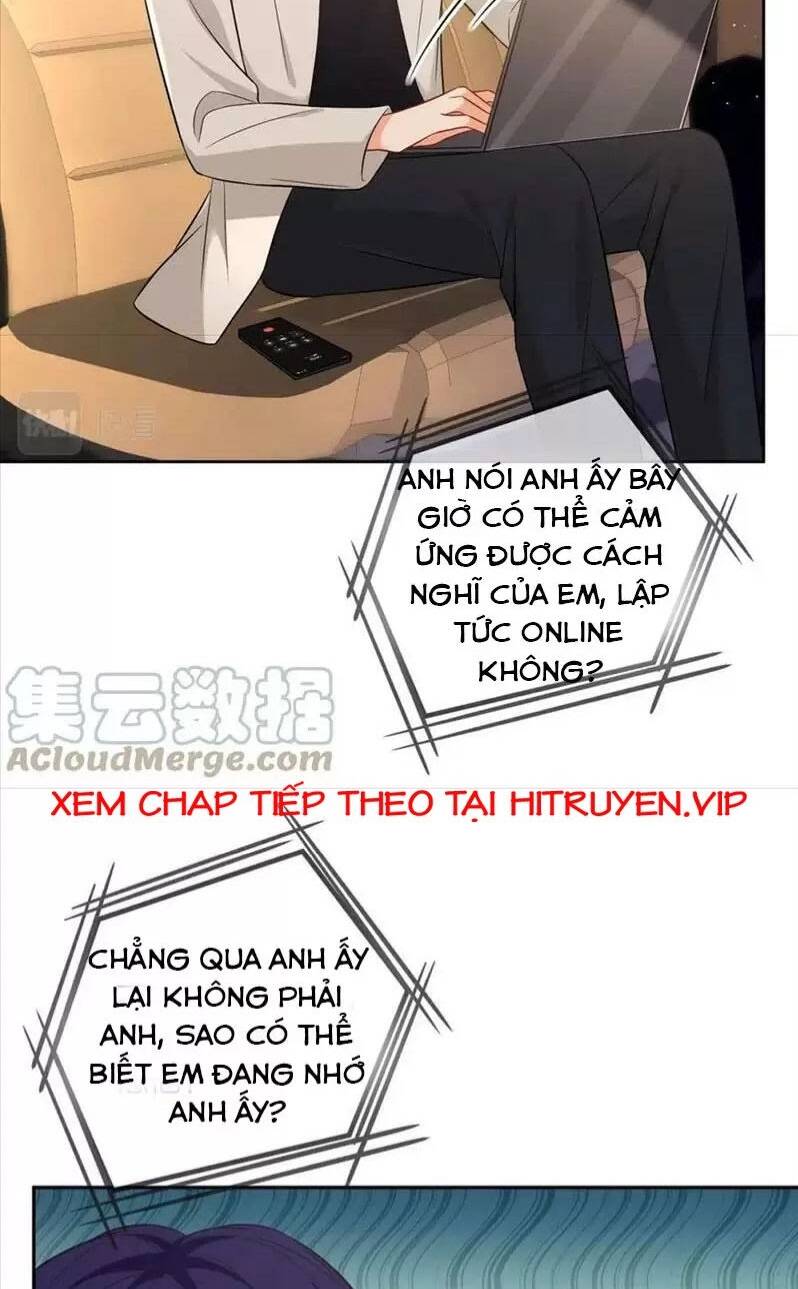 ANH NÓI ANH ẤY BÂY
GIỜ CÓ THỂ CẢM
ỨNG ĐƯỢC CÁCH
NGHĨ CỦA EM, LẬP
TỨC ONLINE
KHÔNG?
集云数据
ACloudMerge.com
XEM CHAP TIẾP THEO TẠI HITRUYEN.VIP
CHẲNG QUA ANH ẤY
LẠI KHÔNG PHẢI
ANH, SAO CÓ THỂ
BIẾT EM ĐANG NHỚ
ANH ẤY?